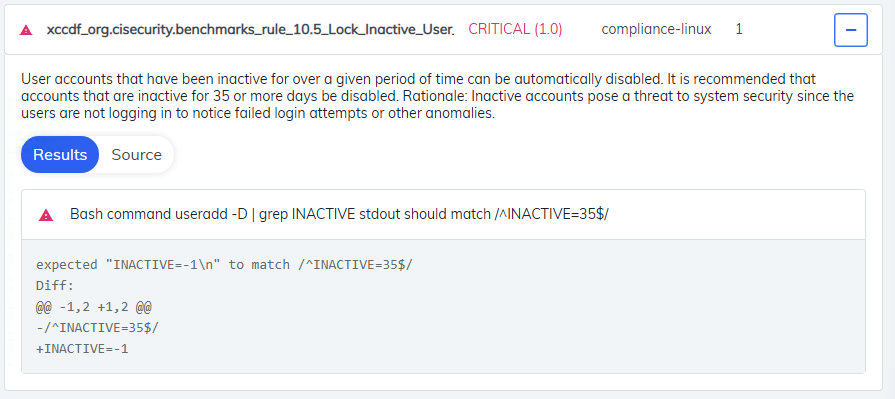 xccdf_org.cisecurity.benchmarks_rule_10.5_Lock_Inactive_User. CRITICAL (1.0) compliance-linux 1
User accounts that have been inactive for over a given period of time can be automatically disabled. It is recommended that
accounts that are inactive for 35 or more days be disabled. Rationale: Inactive accounts pose a threat to system security since the
users are not logging in to notice failed login attempts or other anomalies.
Results Source
Bash command useradd -D | grep INACTIVE stdout should match /^INACTIVE=35$/
expected "INACTIVE=-1\n" to match /^INACTIVE=35$/
Diff:
@@ -1,2 +1,2 @@
-/^INACTIVE=35$/
+INACTIVE=-1